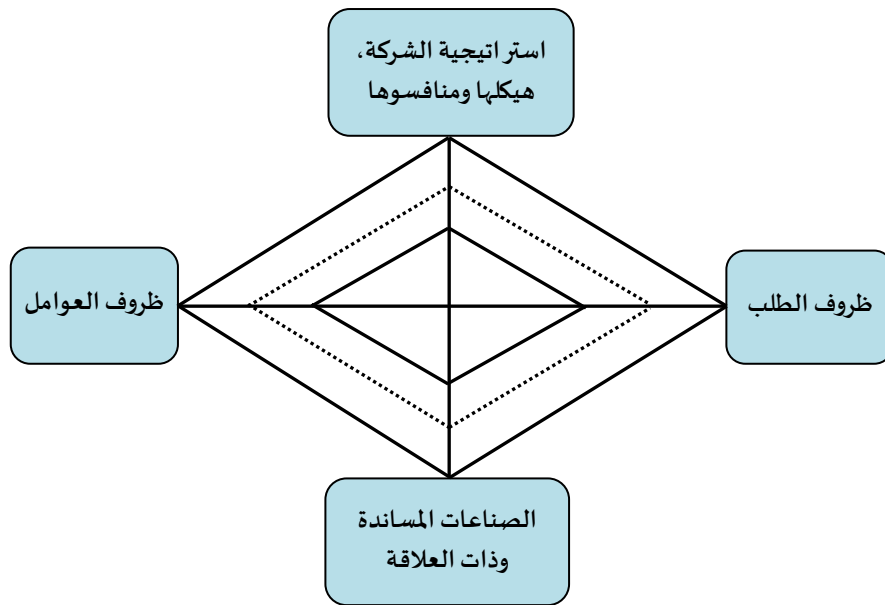 استراتيجية الشركة،
هيكلها ومنافسوها
ظروف الطلب
ظروف العوامل
الصناعات المساندة
وذات العلاقة